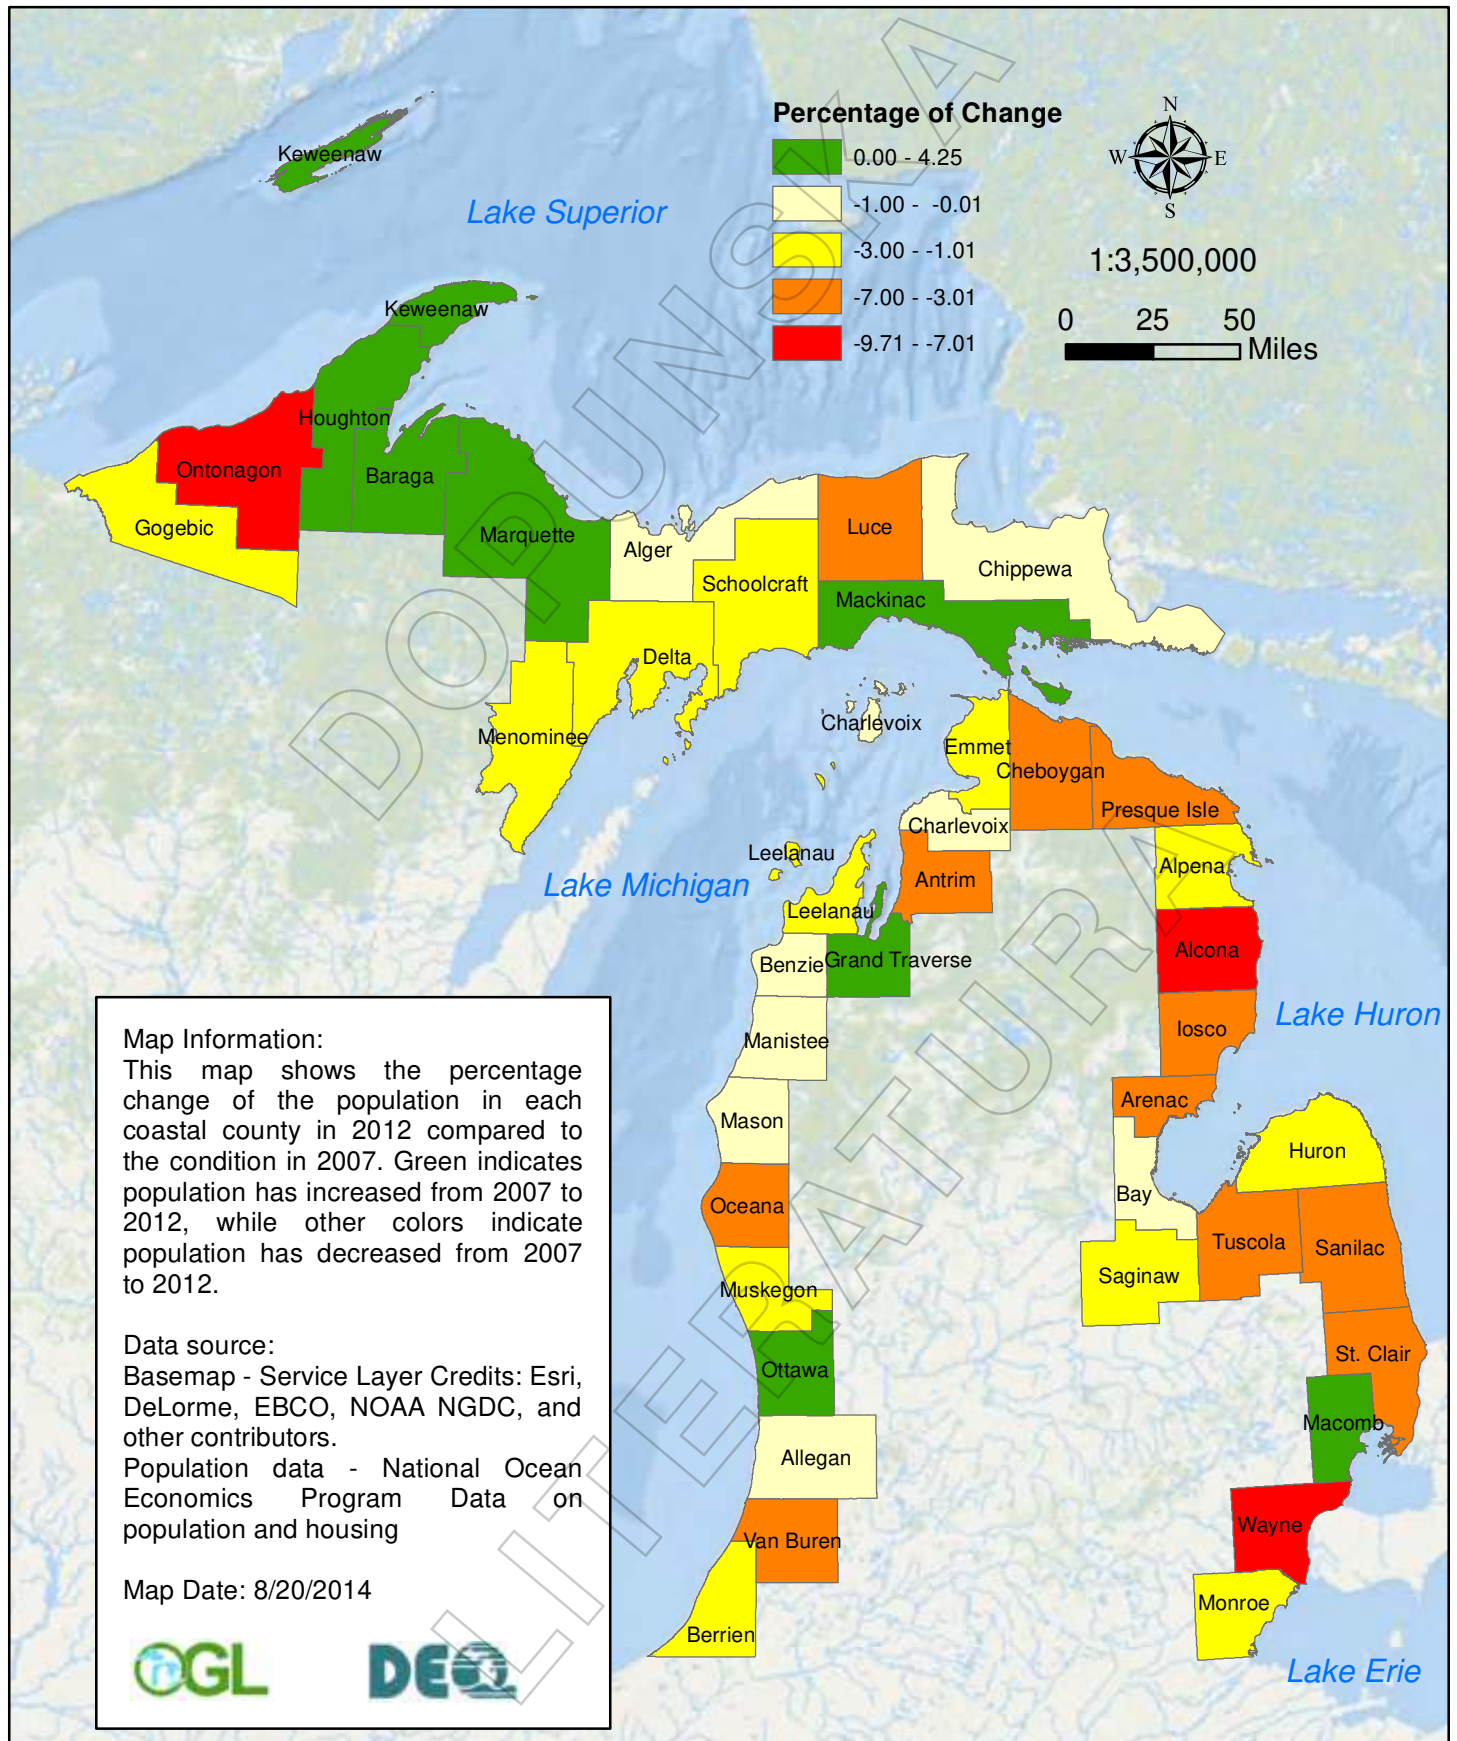 Percentage of Change
0.00 - 4.25
-1.00 - -0.01
-3.00 - -1.01
-7.00 - -3.01
-9.71 - -7.01
N
W
E
S
1:3,500,000
0 25 50
Miles
Keweenaw
Lake Superior
Keweenaw
Houghton
Ontonagon
Baraga
Gogebic
Marquette
Alger
Luce
Chippewa
Schoolcraft
Mackinac
Delta
Menominee
Charlevoix
Emmet
Cheboygan
Presque Isle
Charlevoix
Leelanau
Alpena
Lake Michigan
Antrim
Leelanau
Alcona
Benzie
Grand Traverse
Lake Huron
Iosco
Manistee
Arenac
Mason
Huron
Bay
Oceana
Tuscola
Sanilac
Saginaw
Muskegon
St. Clair
Ottawa
Macomb
Allegan
Wayne
Van Buren
Monroe
Berrien
Lake Erie
Map Information:
This map shows the percentage
change of the population in each
coastal county in 2012 compared to
the condition in 2007. Green indicates
population has increased from 2007 to
2012, while other colors indicate
population has decreased from 2007
to 2012.
Data source:
Basemap - Service Layer Credits: Esri,
DeLorme, EBCO, NOAA NGDC, and
other contributors.
Population data - National Ocean
Economics Program Data on
population and housing
Map Date: 8/20/2014
OGL
DEQ
DOPUNSKA
LITERATURA